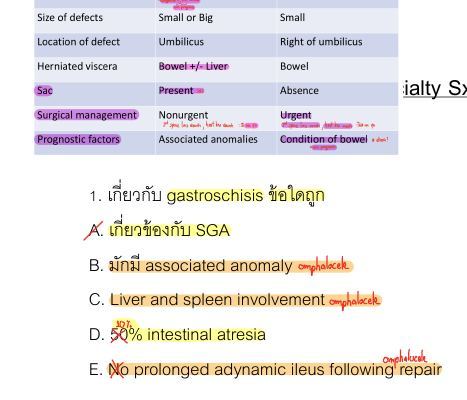 Size of defects Small or Big Small
Location of defect Umbilicus Right of umbilicus
Herniated viscera Bowel +/- Liver Bowel
ialty Sx
Sac Present Absence
Surgical management Nonurgent Urgent
Prognostic factors Associated anomalies Condition of bowel
1. เกี่ยวกับ gastroschisis ข้อใดถูก
A. เกี่ยวข้องกับ SGA
B. มักมี associated anomaly omphalocele
C. Liver and spleen involvement omphalocele
10%
D. 50% intestinal atresia
omphalocele
E. No prolonged adynamic ileus following repair